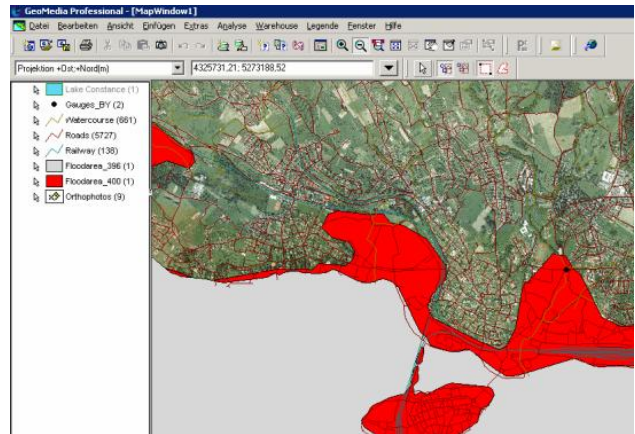 GeoMedia Professional - [MapWindow1]
Datei Bearbeiten Ansicht Einfügen Extras Analyse Warehouse Legende Fenster Hilfe
Projektion +Ost;+Nord(m) 4325731,21; 5273188,52
Lake Constance (1)
Gauges_BY (2)
Watercourse (661)
Roads (5727)
Railway (138)
Floodarea_396 (1)
Floodarea_400 (1)
Orthophotos (9)